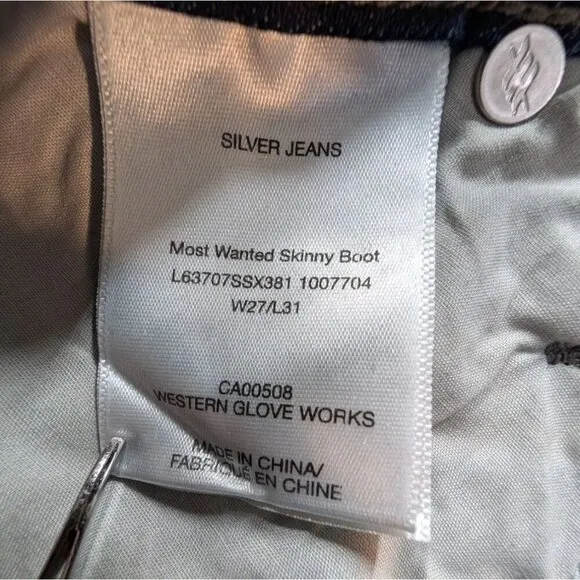 SILVER JEANS
Most Wanted Skinny Boot
L63707SSX381 1007704
W27/L31
CA00508
WESTERN GLOVE WORKS
MADE IN CHINA/
FABRIQUÉ EN CHINE